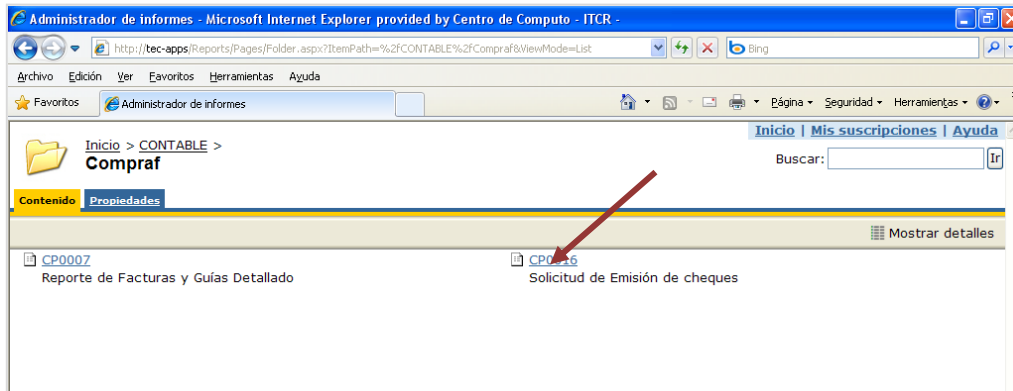 Administrador de informes - Microsoft Internet Explorer provided by Centro de Computo - ITCR -
http://tec-apps/Reports/Pages/Folder.aspx?ItemPath=%2fCONTABLE%2fCompraf&ViewMode=List
Bing
Archivo Edición Ver Favoritos Herramientas Ayuda
Favoritos Administrador de informes Página Seguridad Herramientas
Inicio | Mis suscripciones | Ayuda
Inicio > CONTABLE >
Compraf
Buscar: Ir
Contenido Propiedades
Mostrar detalles
CP0007 CP0016
Reporte de Facturas y Guías Detallado Solicitud de Emisión de cheques